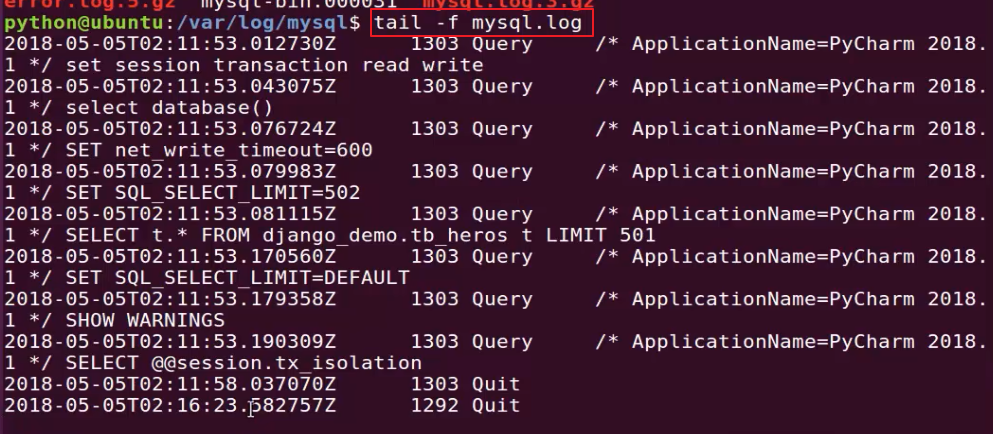 error.log.5.gz  mysql-bin.000031  mysql.log.3.gz
python@ubuntu:/var/log/mysql$ tail -f mysql.log
2018-05-05T02:11:53.012730Z      1303 Query     /* ApplicationName=PyCharm 2018.
1 */ set session transaction read write
2018-05-05T02:11:53.043075Z      1303 Query     /* ApplicationName=PyCharm 2018.
1 */ select database()
2018-05-05T02:11:53.076724Z      1303 Query     /* ApplicationName=PyCharm 2018.
1 */ SET net_write_timeout=600
2018-05-05T02:11:53.079983Z      1303 Query     /* ApplicationName=PyCharm 2018.
1 */ SET SQL_SELECT_LIMIT=502
2018-05-05T02:11:53.081115Z      1303 Query     /* ApplicationName=PyCharm 2018.
1 */ SELECT t.* FROM django_demo.tb_heros t LIMIT 501
2018-05-05T02:11:53.170560Z      1303 Query     /* ApplicationName=PyCharm 2018.
1 */ SET SQL_SELECT_LIMIT=DEFAULT
2018-05-05T02:11:53.179358Z      1303 Query     /* ApplicationName=PyCharm 2018.
1 */ SHOW WARNINGS
2018-05-05T02:11:53.190309Z      1303 Query     /* ApplicationName=PyCharm 2018.
1 */ SELECT @@session.tx_isolation
2018-05-05T02:11:58.037070Z      1303 Quit
2018-05-05T02:16:23.582757Z      1292 Quit